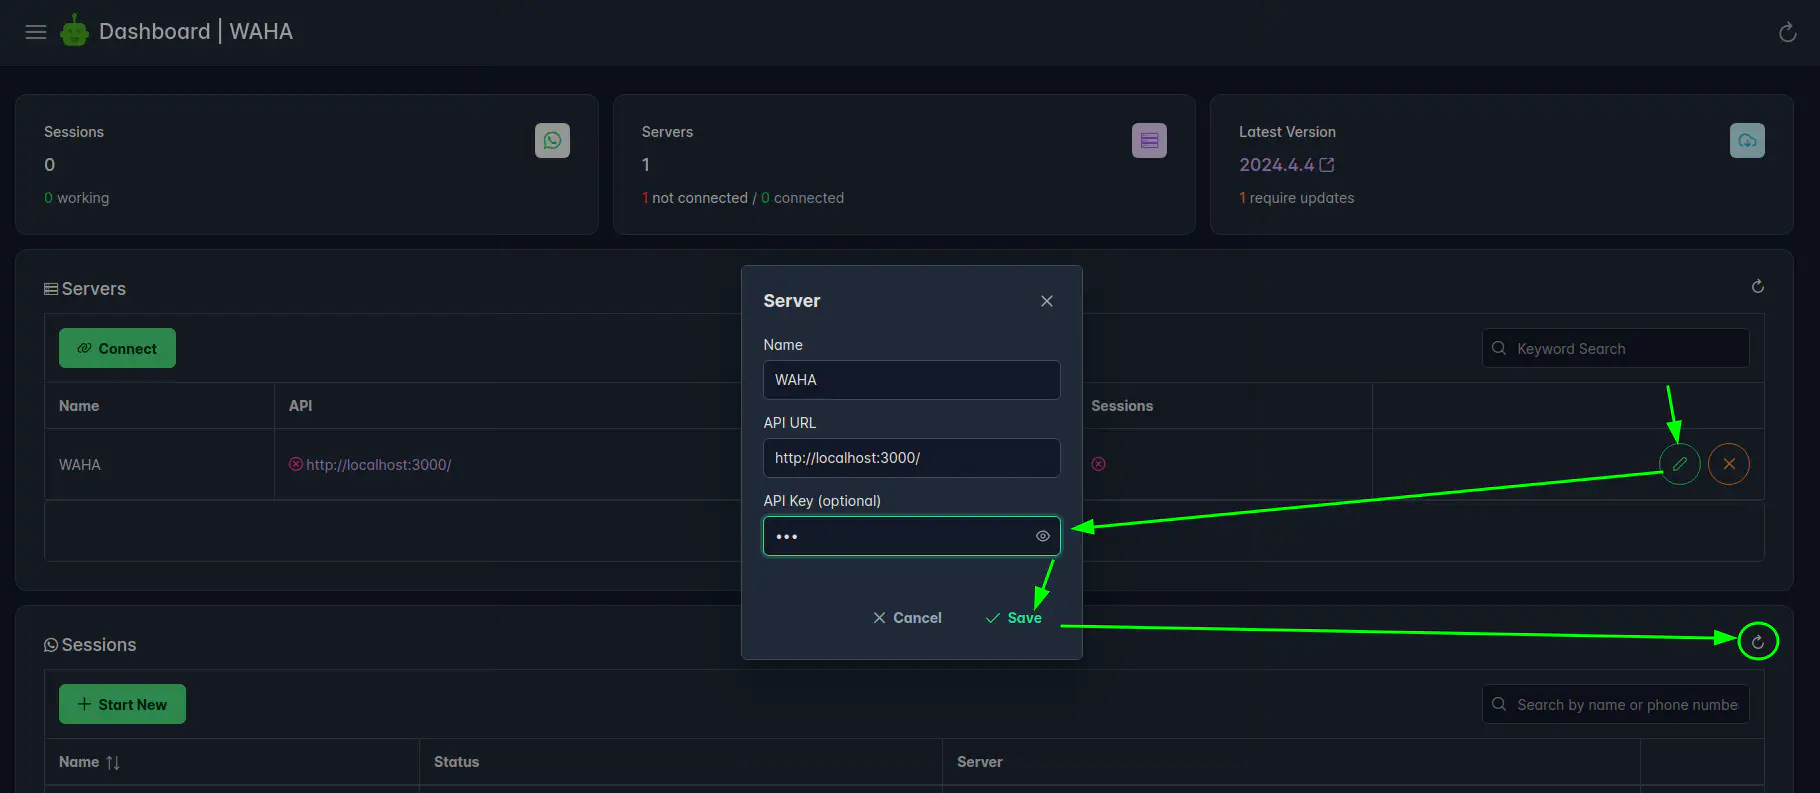 Dashboard | WAHA
Sessions
0
0 working
Servers
1
1 not connected / 0 connected
Latest Version
2024.4.4
1 require updates
Servers
Connect
Keyword Search
Name API Sessions
WAHA http://localhost:3000/
Server
Name
WAHA
API URL
http://localhost:3000/
API Key (optional)
•••
Cancel Save
Sessions
Start New
Search by name or phone numbe
Name Status Server